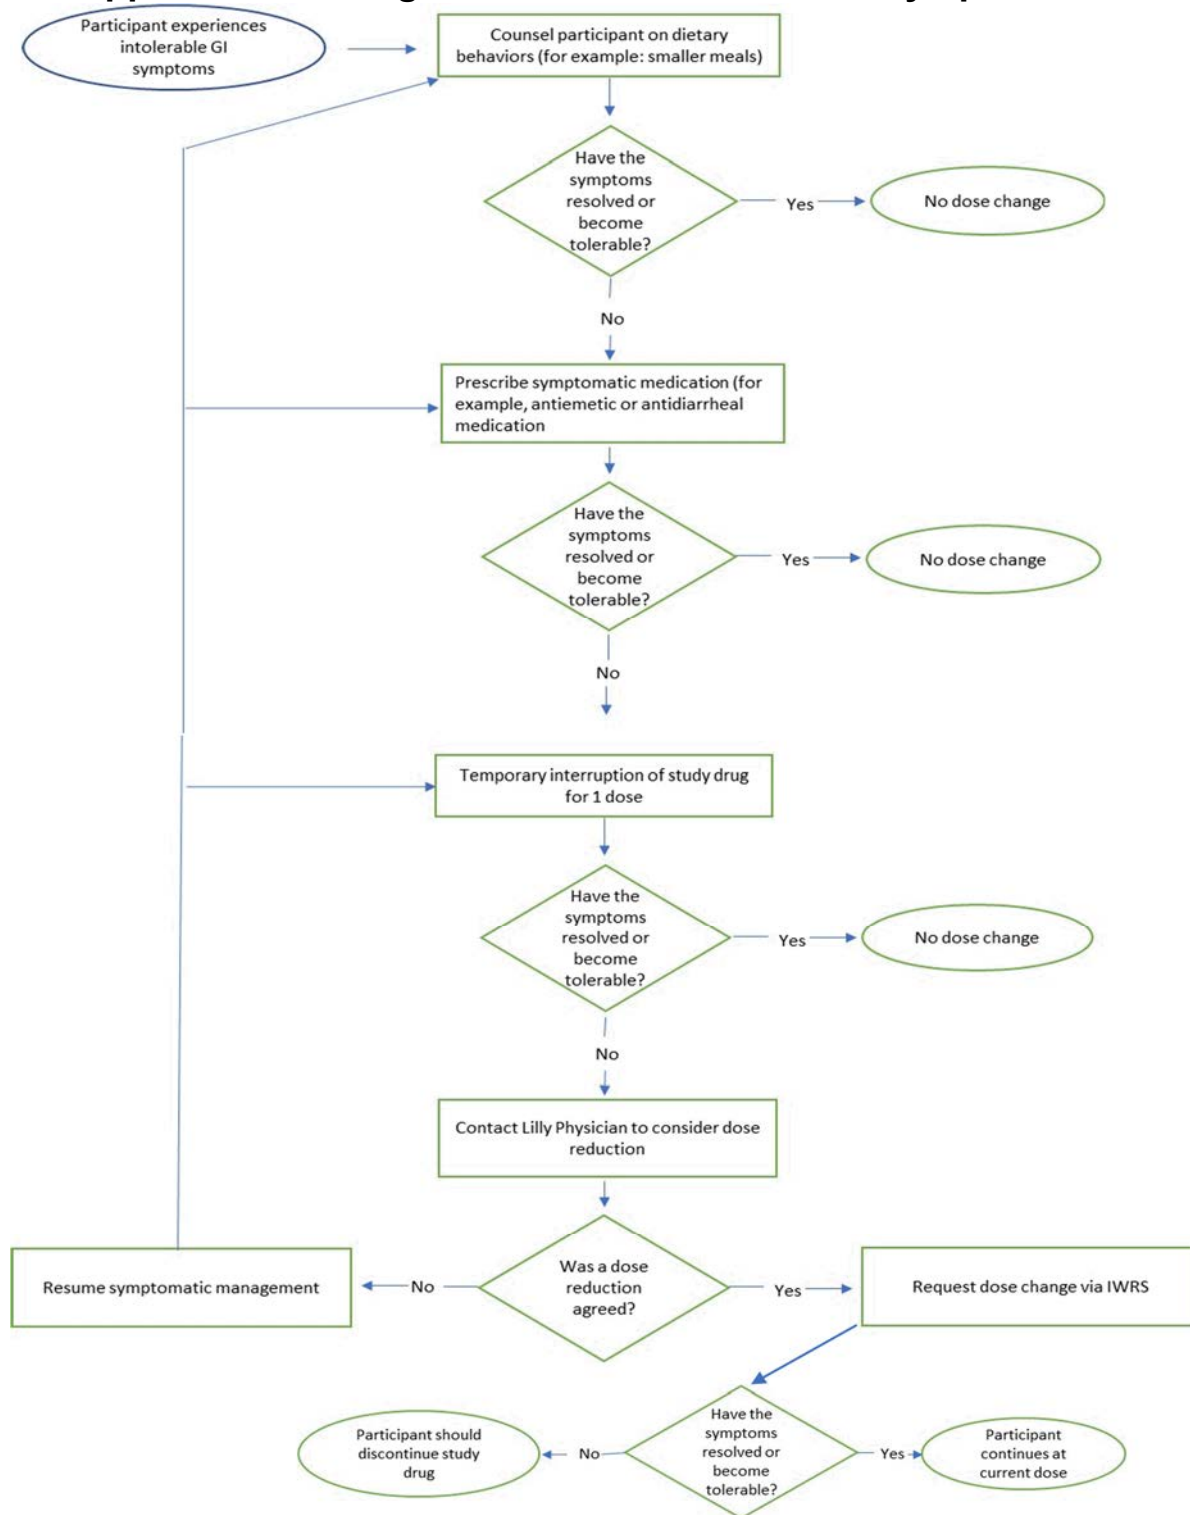 Participant experiences
intolerable GI
symptoms
Counsel participant on dietary
behaviors (for example: smaller meals)
Have the
symptoms
resolved or
become
tolerable?
Yes
No dose change
No
Prescribe symptomatic medication (for
example, antiemetic or antidiarrheal
medication
Have the
symptoms
resolved or
become
tolerable?
Yes
No dose change
No
Temporary interruption of study drug
for 1 dose
Have the
symptoms
resolved or
become
tolerable?
Yes
No dose change
No
Contact Lilly Physician to consider dose
reduction
Was a dose
reduction
agreed?
No
Resume symptomatic management
Yes
Request dose change via IWRS
Have the
symptoms
resolved or
become
tolerable?
No
Participant should
discontinue study
drug
Yes
Participant
continues at
current dose